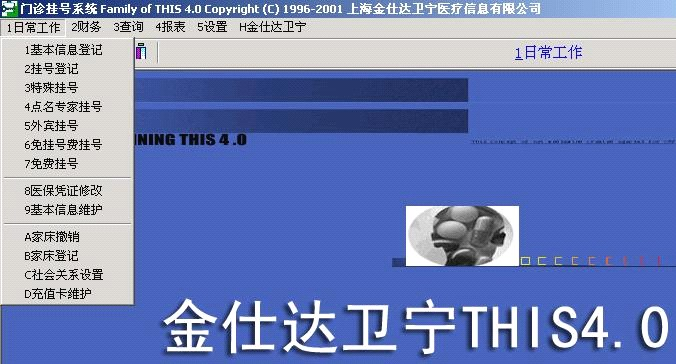 门诊挂号系统 Family of THIS 4.0 Copyright (C) 1996-2001 上海金仕达卫宁医疗信息有限公司
1日常工作 2财务 3查询 4报表 5设置 H金仕达卫宁
1日常工作
1基本信息登记
2挂号登记
3特殊挂号
4点名专家挂号
5外宾挂号
6免挂号费挂号
7免费挂号
8医保凭证修改
9基本信息维护
A家床撤销
B家床登记
C社会关系设置
D充值卡维护
NING THIS 4.0
金仕达卫宁THIS4.0